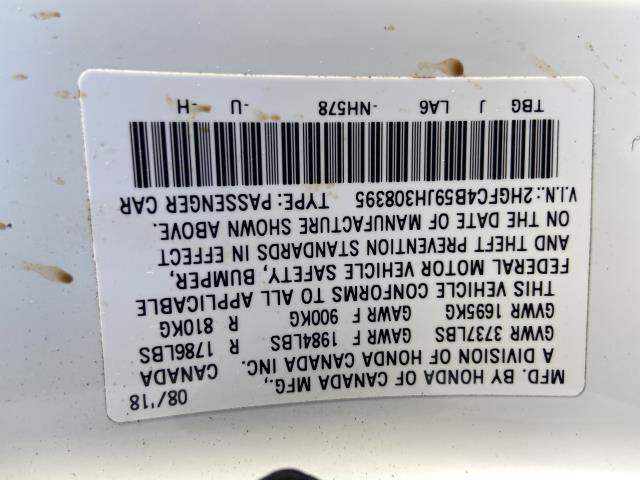 MFD. BY HONDA OF CANADA MFG., 08/'18
A DIVISION OF HONDA CANADA INC. CANADA
GVWR 3737LBS GAWR F 1984LBS R 1786LBS
GVWR 1695KG GAWR F 900KG R 810KG
THIS VEHICLE CONFORMS TO ALL APPLICABLE
FEDERAL MOTOR VEHICLE SAFETY, BUMPER,
AND THEFT PREVENTION STANDARDS IN EFFECT
ON THE DATE OF MANUFACTURE SHOWN ABOVE.
V.I.N.: 2HGFC4B59JH308395 TYPE: PASSENGER CAR
TBG J LA6 -NH578 -U -H